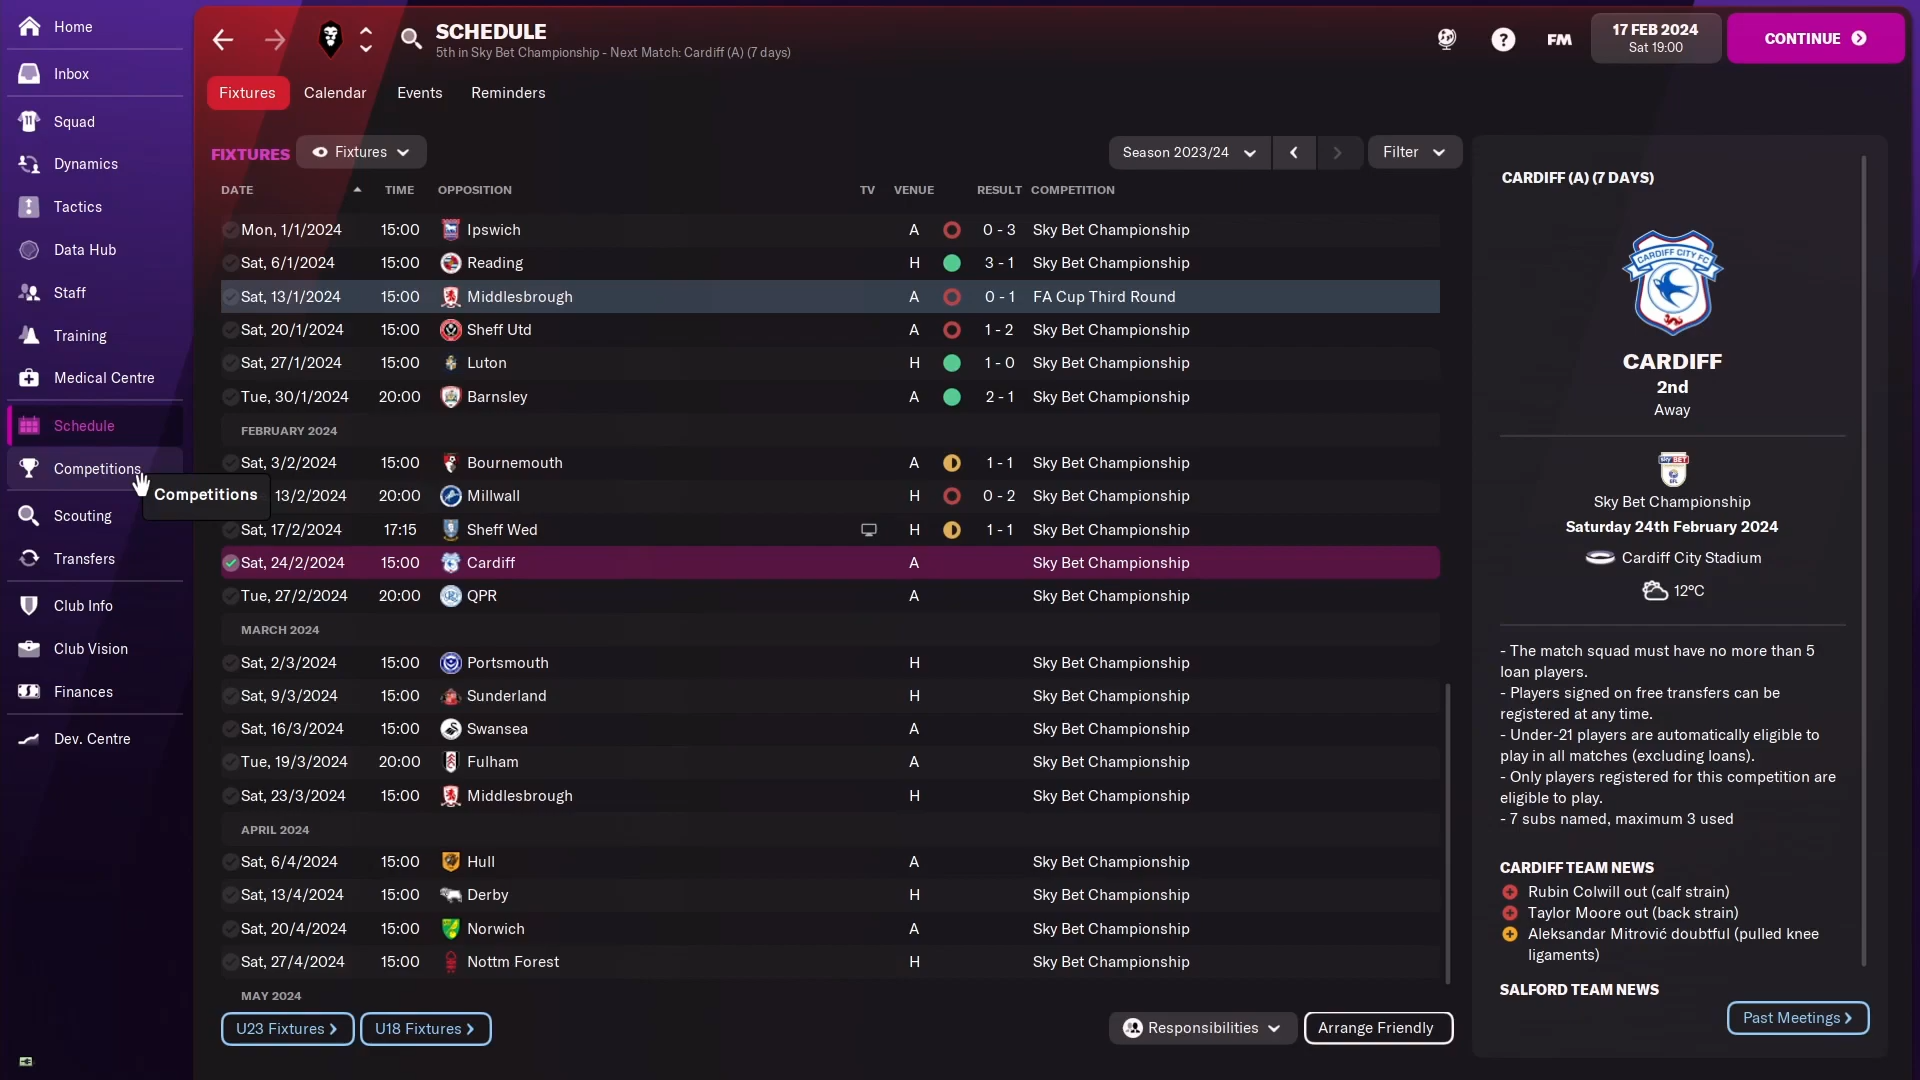 Home
Inbox
Squad
Dynamics
Tactics
Data Hub
Staff
Training
Medical Centre
Schedule
Competitions
Competitions
Scouting
Transfers
Club Info
Club Vision
Finances
Dev. Centre
SCHEDULE
5th in Sky Bet Championship - Next Match: Cardiff (A) (7 days)
FM
17 FEB 2024
Sat 19:00
CONTINUE
Fixtures Calendar Events Reminders
FIXTURES Fixtures Season 2023/24 Filter
DATE TIME OPPOSITION TV VENUE RESULT COMPETITION
Mon, 1/1/2024 15:00 Ipswich A 0 - 3 Sky Bet Championship
Sat, 6/1/2024 15:00 Reading H 3 - 1 Sky Bet Championship
Sat, 13/1/2024 15:00 Middlesbrough A 0 - 1 FA Cup Third Round
Sat, 20/1/2024 15:00 Sheff Utd A 1 - 2 Sky Bet Championship
Sat, 27/1/2024 15:00 Luton H 1 - 0 Sky Bet Championship
Tue, 30/1/2024 20:00 Barnsley A 2 - 1 Sky Bet Championship
FEBRUARY 2024
Sat, 3/2/2024 15:00 Bournemouth A 1 - 1 Sky Bet Championship
13/2/2024 20:00 Millwall H 0 - 2 Sky Bet Championship
Sat, 17/2/2024 17:15 Sheff Wed H 1 - 1 Sky Bet Championship
Sat, 24/2/2024 15:00 Cardiff A Sky Bet Championship
Tue, 27/2/2024 20:00 QPR A Sky Bet Championship
MARCH 2024
Sat, 2/3/2024 15:00 Portsmouth H Sky Bet Championship
Sat, 9/3/2024 15:00 Sunderland H Sky Bet Championship
Sat, 16/3/2024 15:00 Swansea A Sky Bet Championship
Tue, 19/3/2024 20:00 Fulham A Sky Bet Championship
Sat, 23/3/2024 15:00 Middlesbrough H Sky Bet Championship
APRIL 2024
Sat, 6/4/2024 15:00 Hull A Sky Bet Championship
Sat, 13/4/2024 15:00 Derby H Sky Bet Championship
Sat, 20/4/2024 15:00 Norwich A Sky Bet Championship
Sat, 27/4/2024 15:00 Nottm Forest H Sky Bet Championship
MAY 2024
U23 Fixtures U18 Fixtures Responsibilities Arrange Friendly
CARDIFF (A) (7 DAYS)
CARDIFF CITY FC
CARDIFF
2nd
Away
sky BET
EFL
Sky Bet Championship
Saturday 24th February 2024
Cardiff City Stadium
12°C
- The match squad must have no more than 5
loan players.
- Players signed on free transfers can be
registered at any time.
- Under-21 players are automatically eligible to
play in all matches (excluding loans).
- Only players registered for this competition are
eligible to play.
- 7 subs named, maximum 3 used
CARDIFF TEAM NEWS
Rubin Colwill out (calf strain)
Taylor Moore out (back strain)
Aleksandar Mitrović doubtful (pulled knee
ligaments)
SALFORD TEAM NEWS
Past Meetings